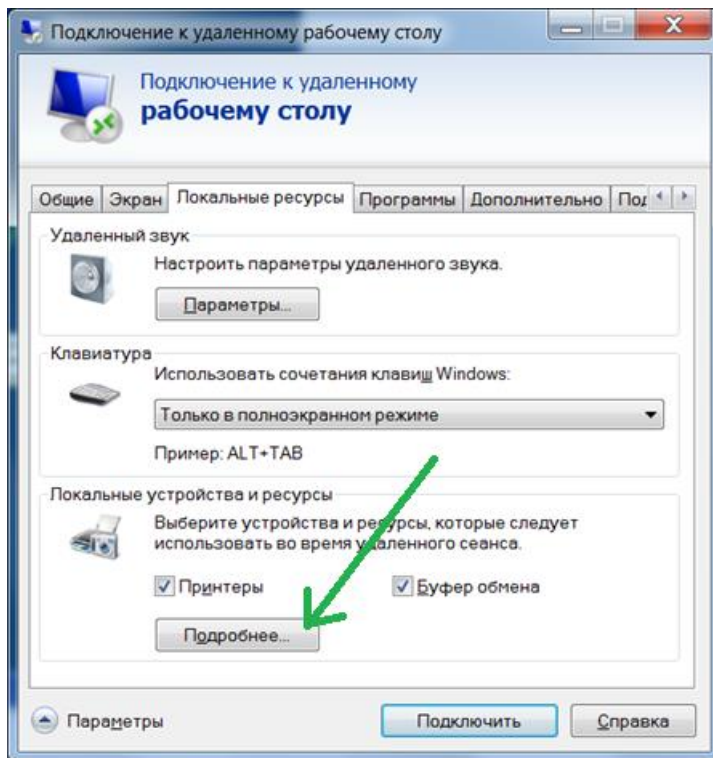 Подключение к удаленному рабочему столу
Подключение к удаленному
рабочему столу
Общие Экран Локальные ресурсы Программы Дополнительно
Удаленный звук
Настроить параметры удаленного звука.
Параметры...
Клавиатура
Использовать сочетания клавиш Windows:
Только в полноэкранном режиме
Пример: ALT+TAB
Локальные устройства и ресурсы
Выберите устройства и ресурсы, которые следует
использовать во время удаленного сеанса.
Принтеры Буфер обмена
Подробнее...
Параметры Подключить Справка